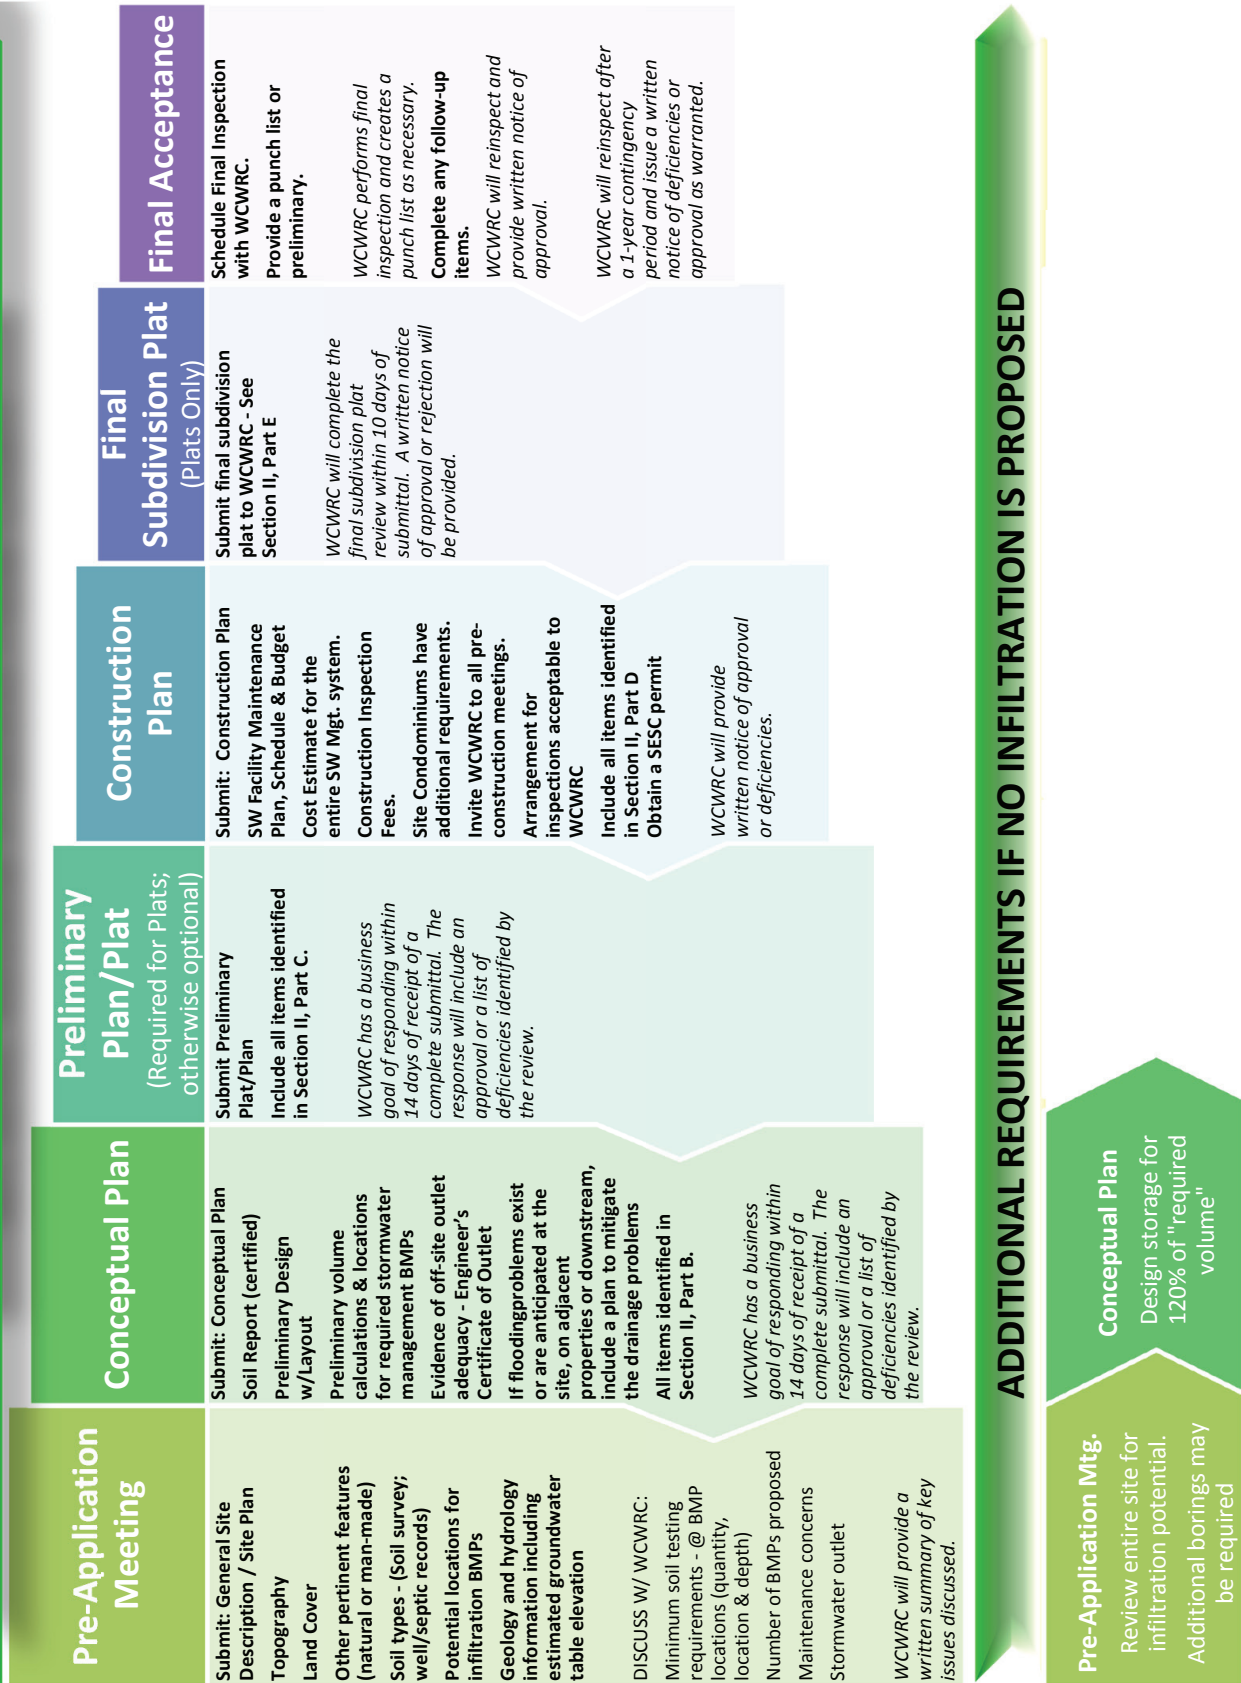 Pre-Application
Meeting
Submit: General Site
Description / Site Plan
Topography
Land Cover
Other pertinent features
(natural or man-made)
Soil types - (Soil survey;
well/septic records)
Potential locations for
infiltration BMPs
Geology and hydrology
information including
estimated groundwater
table elevation
DISCUSS W/ WCWRC:
Minimum soil testing
requirements - @ BMP
locations (quantity,
location & depth)
Number of BMPs proposed
Maintenance concerns
Stormwater outlet
WCWRC will provide a
written summary of key
issues discussed.
Conceptual Plan
Submit: Conceptual Plan
Soil Report (certified)
Preliminary Design
w/Layout
Preliminary volume
calculations & locations
for required stormwater
management BMPs
Evidence of off-site outlet
adequacy - Engineer's
Certificate of Outlet
If floodingproblems exist
or are anticipated at the
site, on adjacent
properties or downstream,
include a plan to mitigate
the drainage problems
All items identified in
Section II, Part B.
WCWRC has a business
goal of responding within
14 days of receipt of a
complete submittal. The
response will include an
approval or a list of
deficiencies identified by
the review.
Preliminary
Plan/Plat
(Required for Plats;
otherwise optional)
Submit Preliminary
Plat/Plan
Include all items identified
in Section II, Part C.
WCWRC has a business
goal of responding within
14 days of receipt of a
complete submittal. The
response will include an
approval or a list of
deficiencies identified by
the review.
Construction
Plan
Submit: Construction Plan
SW Facility Maintenance
Plan, Schedule & Budget
Cost Estimate for the
entire SW Mgt. system.
Construction Inspection
Fees.
Site Condominiums have
additional requirements.
Invite WCWRC to all pre-
construction meetings.
Arrangement for
inspections acceptable to
WCWRC
Include all items identified
in Section II, Part D
Obtain a SESC permit
WCWRC will provide
written notice of approval
or deficiencies.
Final
Subdivision Plat
(Plats Only)
Submit final subdivision
plat to WCWRC - See
Section II, Part E
WCWRC will complete the
final subdivision plat
review within 10 days of
submittal. A written notice
of approval or rejection will
be provided.
Final Acceptance
Schedule Final Inspection
with WCWRC.
Provide a punch list or
preliminary.
WCWRC performs final
inspection and creates a
punch list as necessary.
Complete any follow-up
items.
WCWRC will reinspect and
provide written notice of
approval.
WCWRC will reinspect after
a 1-year contingency
period and issue a written
notice of deficiencies or
approval as warranted.
ADDITIONAL REQUIREMENTS IF NO INFILTRATION IS PROPOSED
Pre-Application Mtg.
Review entire site for
infiltration potential.
Additional borings may
be required
Conceptual Plan
Design storage for
120% of "required
volume"